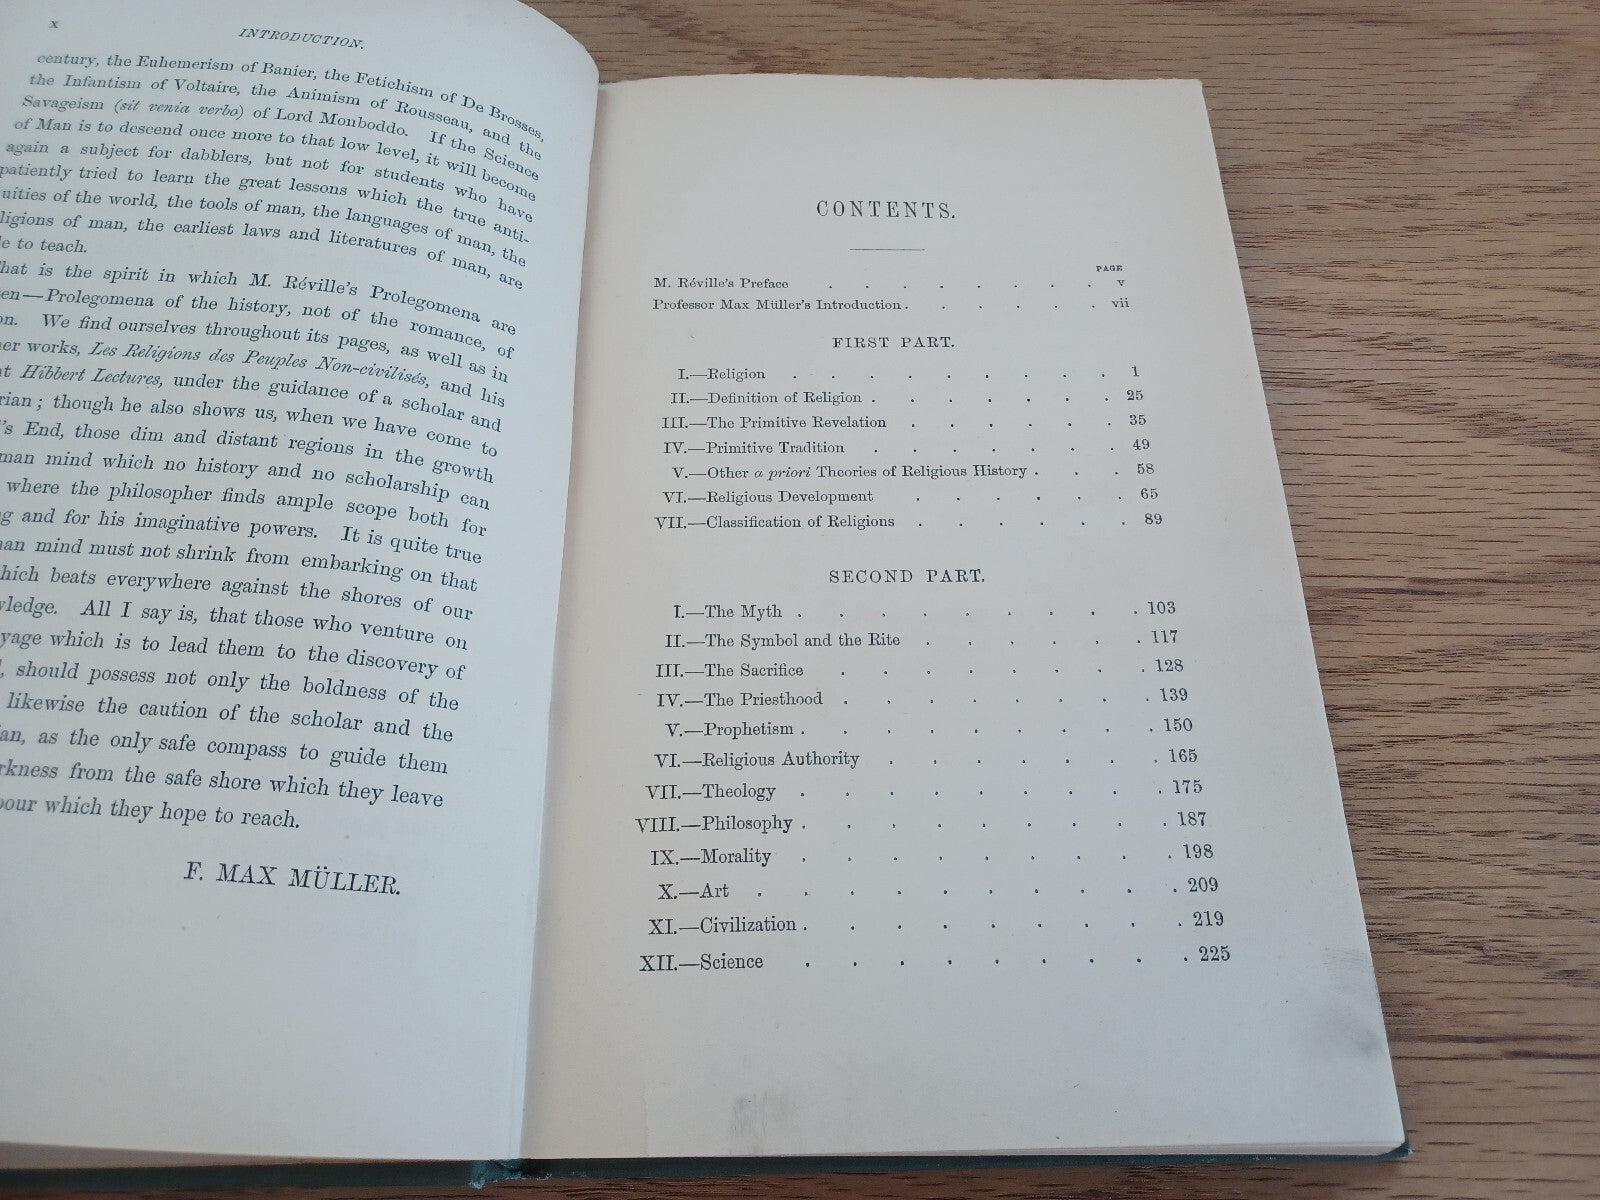 x
INTRODUCTION.
century, the Euhemerism of Banier, the Fetichism of De Brosses,
the Infantism of Voltaire, the Animism of Rousseau, and the
Savageism (sit venia verbo) of Lord Monboddo. If the Science
of Man is to descend once more to that low level, it will become
again a subject for dabblers, but not for students who have
patiently tried to learn the great lessons which the true anti-
uities of the world, the tools of man, the languages of man, the
ligions of man, the earliest laws and literatures of man, are
le to teach.
hat is the spirit in which M. Réville's Prolegomena are
en—Prolegomena of the history, not of the romance, of
on. We find ourselves throughout its pages, as well as in
er works, Les Religions des Peuples Non-civilisés, and his
t Hibbert Lectures, under the guidance of a scholar and
rian; though he also shows us, when we have come to
's End, those dim and distant regions in the growth
man mind which no history and no scholarship can
where the philosopher finds ample scope both for
g and for his imaginative powers. It is quite true
an mind must not shrink from embarking on that
hich beats everywhere against the shores of our
wledge. All I say is, that those who venture on
yage which is to lead them to the discovery of
, should possess not only the boldness of the
likewise the caution of the scholar and the
ian, as the only safe compass to guide them
rkness from the safe shore which they leave
our which they hope to reach.
F. MAX MÜLLER.
CONTENTS.
PAGE
M. Réville's Preface . . . . . . . . v
Professor Max Müller's Introduction . . . . . . vii
FIRST PART.
I.—Religion . . . . . . . . . 1
II.—Definition of Religion . . . . . . . 25
III.—The Primitive Revelation . . . . . . 35
IV.—Primitive Tradition . . . . . . . 49
V.—Other a priori Theories of Religious History . . . 58
VI.—Religious Development . . . . . . 65
VII.—Classification of Religions . . . . . . 89
SECOND PART.
I.—The Myth . . . . . . . . . 103
II.—The Symbol and the Rite . . . . . . 117
III.—The Sacrifice . . . . . . . . 128
IV.—The Priesthood . . . . . . . . 139
V.—Prophetism . . . . . . . . . 150
VI.—Religious Authority . . . . . . . 165
VII.—Theology . . . . . . . . . 175
VIII.—Philosophy . . . . . . . . . 187
IX.—Morality . . . . . . . . . 198
X.—Art . . . . . . . . . . 209
XI.—Civilization . . . . . . . . . 219
XII.—Science . . . . . . . . . 225